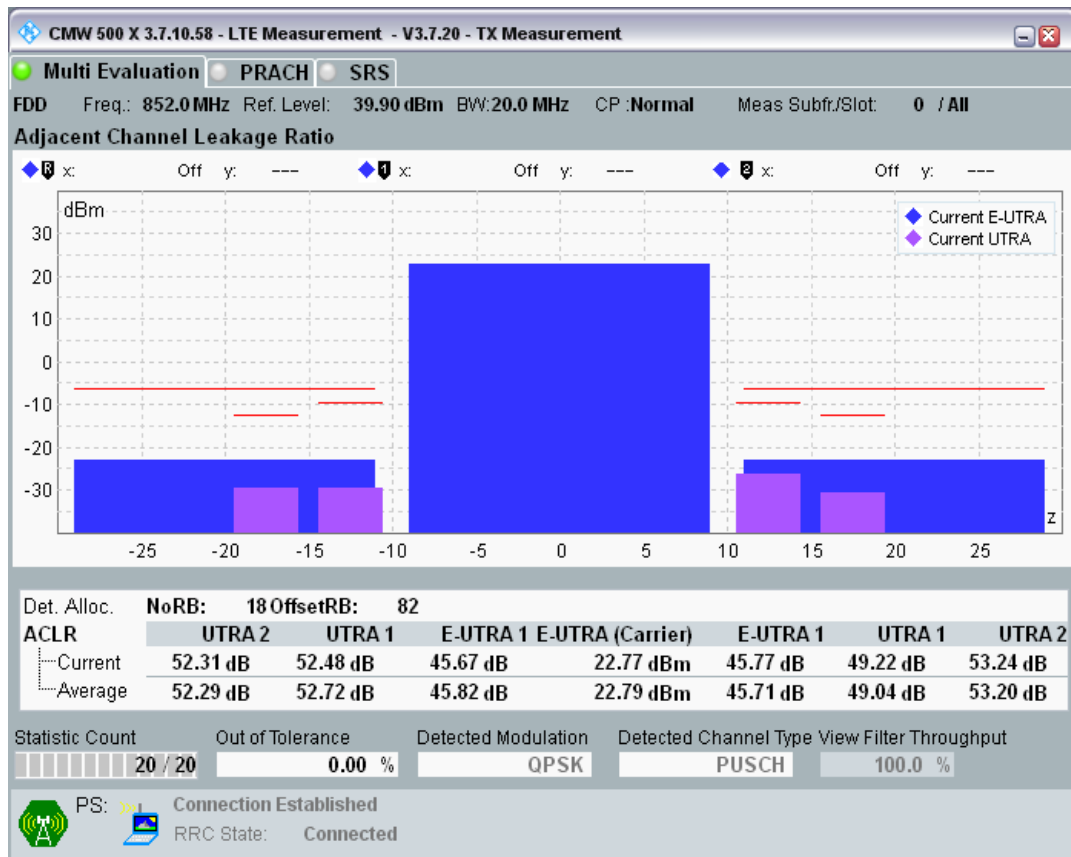 CMW 500 X 3.7.10.58 - LTE Measurement - V3.7.20 - TX Measurement
Multi Evaluation PRACH SRS
FDD Freq.: 852.0 MHz Ref. Level: 39.90 dBm BW:20.0 MHz CP :Normal Meas Subfr./Slot: 0 / All
Adjacent Channel Leakage Ratio
R x: Off y: --- 1 x: Off y: --- 2 x: Off y: ---
dBm
Current E-UTRA
Current UTRA
30
20
10
0
-10
-20
-30
z
-25 -20 -15 -10 -5 0 5 10 15 20 25
Det. Alloc. NoRB: 18 OffsetRB: 82
ACLR UTRA 2 UTRA 1 E-UTRA 1 E-UTRA (Carrier) E-UTRA 1 UTRA 1 UTRA 2
Current 52.31 dB 52.48 dB 45.67 dB 22.77 dBm 45.77 dB 49.22 dB 53.24 dB
Average 52.29 dB 52.72 dB 45.82 dB 22.79 dBm 45.71 dB 49.04 dB 53.20 dB
Statistic Count Out of Tolerance Detected Modulation Detected Channel Type View Filter Throughput
20 / 20 0.00 % QPSK PUSCH 100.0 %
PS: Connection Established
RRC State: Connected